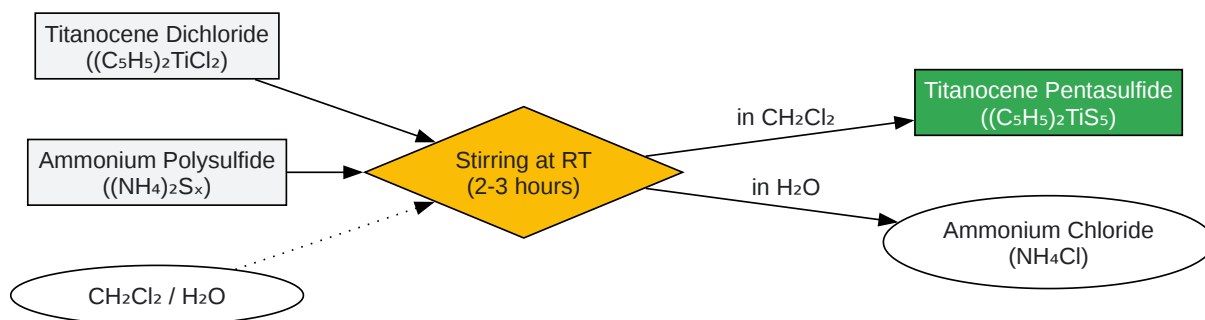 Titanocene Dichloride
((C₅H₅)₂TiCl₂)
Ammonium Polysulfide
((NH₄)₂Sₓ)
CH₂Cl₂ / H₂O
Stirring at RT
(2-3 hours)
in CH₂Cl₂
in H₂O
Titanocene Pentasulfide
((C₅H₅)₂TiS₅)
Ammonium Chloride
(NH₄Cl)